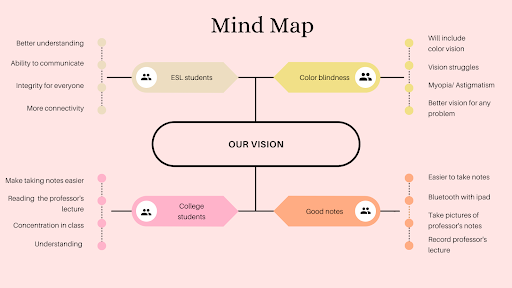 Mind Map
Better understanding
Ability to communicate
Integrity for everyone
More connectivity
ESL students
Color blindness
Will include
color vision
Vision struggles
Myopia/ Astigmatism
Better vision for any
problem
OUR VISION
Make taking notes easier
Reading the professor's
lecture
Concentration in class
Understanding
College
students
Good notes
Easier to take notes
Bluetooth with ipad
Take pictures of
professor's notes
Record professor's
lecture